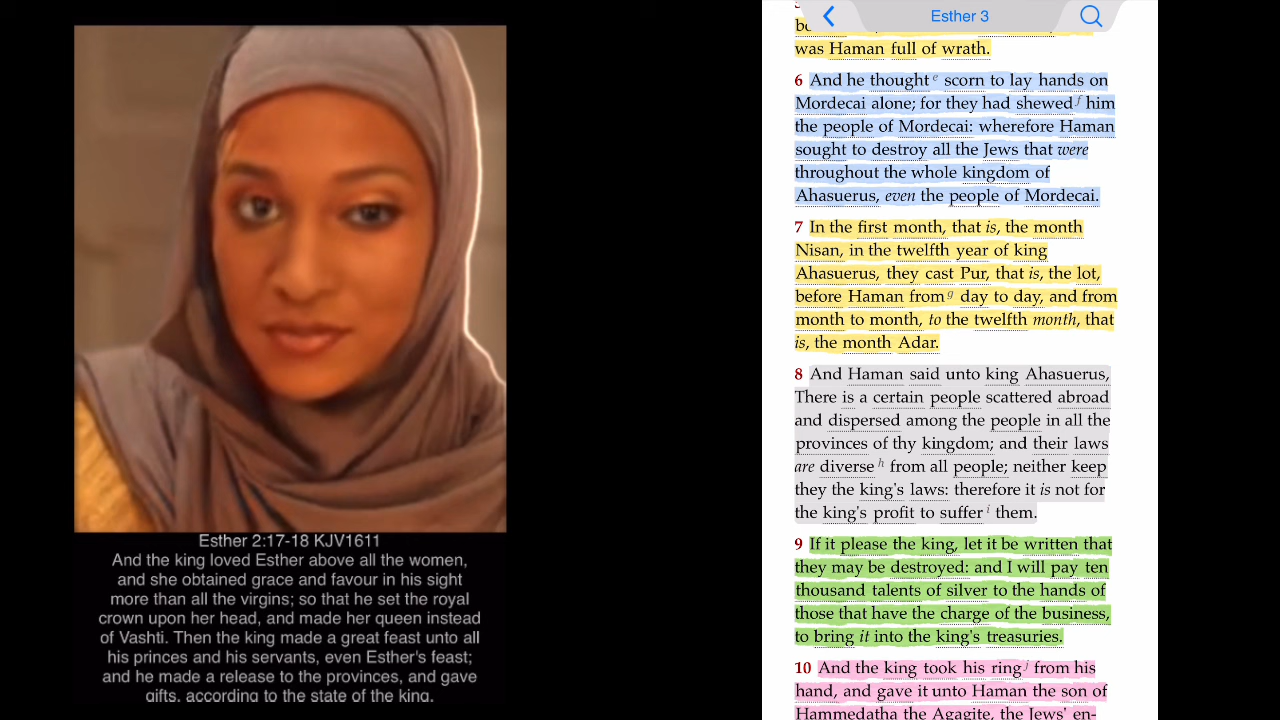 Esther 2:17-18 KJV1611
And the king loved Esther above all the women,
and she obtained grace and favour in his sight
more than all the virgins; so that he set the royal
crown upon her head, and made her queen instead
of Vashti. Then the king made a great feast unto all
his princes and his servants, even Esther's feast;
and he made a release to the provinces, and gave
gifts, according to the state of the king.
Esther 3
was Haman full of wrath.
6 And he thought e scorn to lay hands on
Mordecai alone; for they had shewed f him
the people of Mordecai: wherefore Haman
sought to destroy all the Jews that were
throughout the whole kingdom of
Ahasuerus, even the people of Mordecai.
7 In the first month, that is, the month
Nisan, in the twelfth year of king
Ahasuerus, they cast Pur, that is, the lot,
before Haman from g day to day, and from
month to month, to the twelfth month, that
is, the month Adar.
8 And Haman said unto king Ahasuerus,
There is a certain people scattered abroad
and dispersed among the people in all the
provinces of thy kingdom; and their laws
are diverse h from all people; neither keep
they the king's laws: therefore it is not for
the king's profit to suffer i them.
9 If it please the king, let it be written that
they may be destroyed: and I will pay ten
thousand talents of silver to the hands of
those that have the charge of the business,
to bring it into the king's treasuries.
10 And the king took his ring j from his
hand, and gave it unto Haman the son of
Hammedatha the Agagite, the Jews' en-